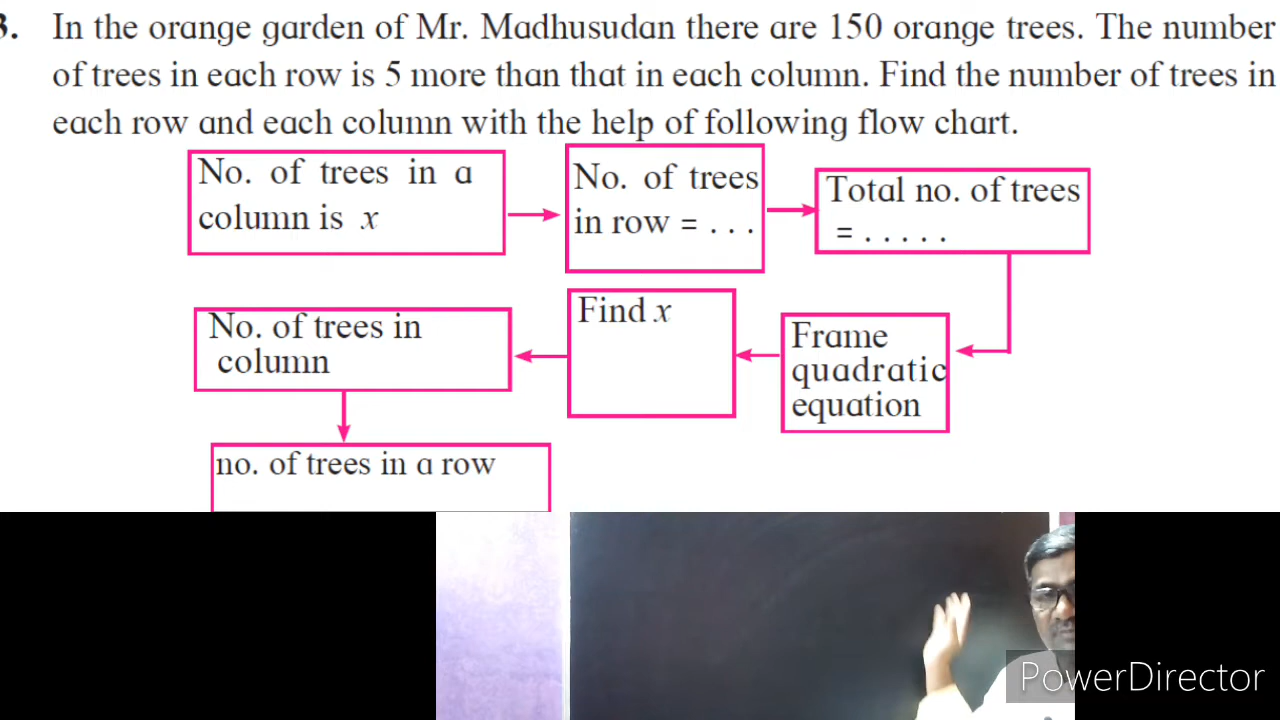 3. In the orange garden of Mr. Madhusudan there are 150 orange trees. The number
of trees in each row is 5 more than that in each column. Find the number of trees in
each row and each column with the help of following flow chart.
No. of trees in a
column is x
No. of trees
in row = . . .
Total no. of trees
= . . . . .
Frame
quadratic
equation
Find x
No. of trees in
column
no. of trees in a row
PowerDirector